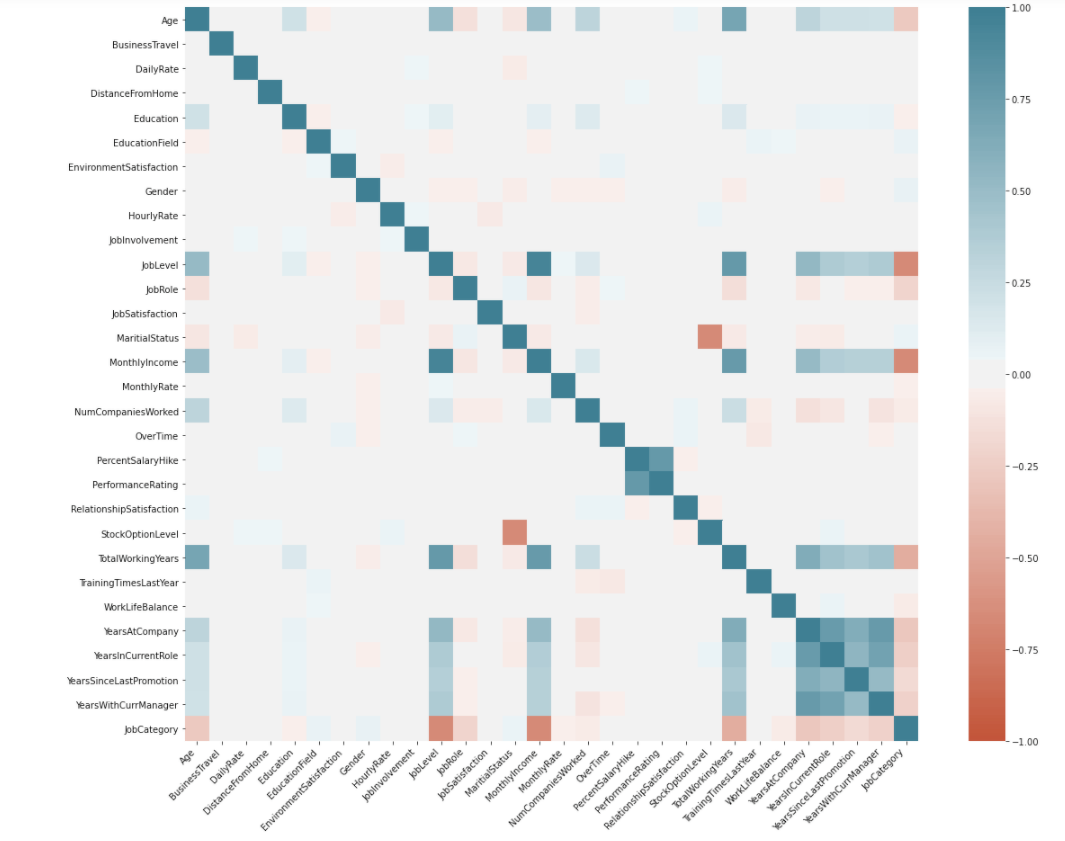 Age
BusinessTravel
DailyRate
DistanceFromHome
Education
EducationField
EnvironmentSatisfaction
Gender
HourlyRate
JobInvolvement
JobLevel
JobRole
JobSatisfaction
MaritialStatus
MonthlyIncome
MonthlyRate
NumCompaniesWorked
OverTime
PercentSalaryHike
PerformanceRating
RelationshipSatisfaction
StockOptionLevel
TotalWorkingYears
TrainingTimesLastYear
WorkLifeBalance
YearsAtCompany
YearsInCurrentRole
YearsSinceLastPromotion
YearsWithCurrManager
JobCategory
Age
BusinessTravel
DailyRate
DistanceFromHome
Education
EducationField
EnvironmentSatisfaction
Gender
HourlyRate
JobInvolvement
JobLevel
JobRole
JobSatisfaction
MaritialStatus
MonthlyIncome
MonthlyRate
NumCompaniesWorked
OverTime
PercentSalaryHike
PerformanceRating
RelationshipSatisfaction
StockOptionLevel
TotalWorkingYears
TrainingTimesLastYear
WorkLifeBalance
YearsAtCompany
YearsInCurrentRole
YearsSinceLastPromotion
YearsWithCurrManager
JobCategory
1.00
0.75
0.50
0.25
0.00
−0.25
−0.50
−0.75
−1.00